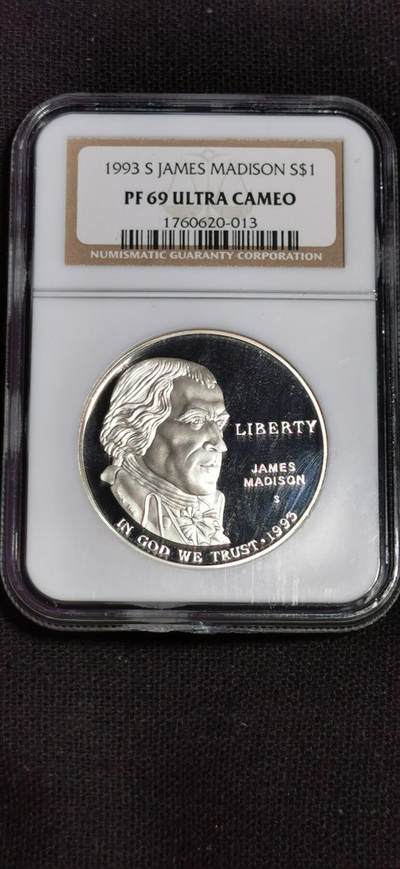 1993 S JAMES MADISON S$1
PF 69 ULTRA CAMEO
1760620-013
NUMISMATIC GUARANTY CORPORATION
LIBERTY
JAMES
MADISON
S
IN GOD WE TRUST · 1993